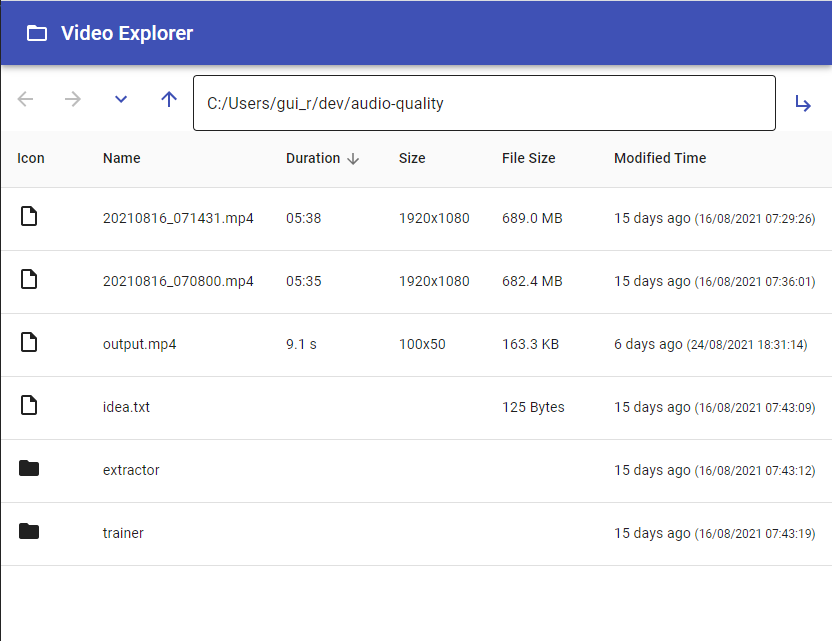 Video Explorer
C:/Users/gui_r/dev/audio-quality
Icon Name Duration Size File Size Modified Time
20210816_071431.mp4 05:38 1920x1080 689.0 MB 15 days ago (16/08/2021 07:29:26)
20210816_070800.mp4 05:35 1920x1080 682.4 MB 15 days ago (16/08/2021 07:36:01)
output.mp4 9.1 s 100x50 163.3 KB 6 days ago (24/08/2021 18:31:14)
idea.txt 125 Bytes 15 days ago (16/08/2021 07:43:09)
extractor 15 days ago (16/08/2021 07:43:12)
trainer 15 days ago (16/08/2021 07:43:19)